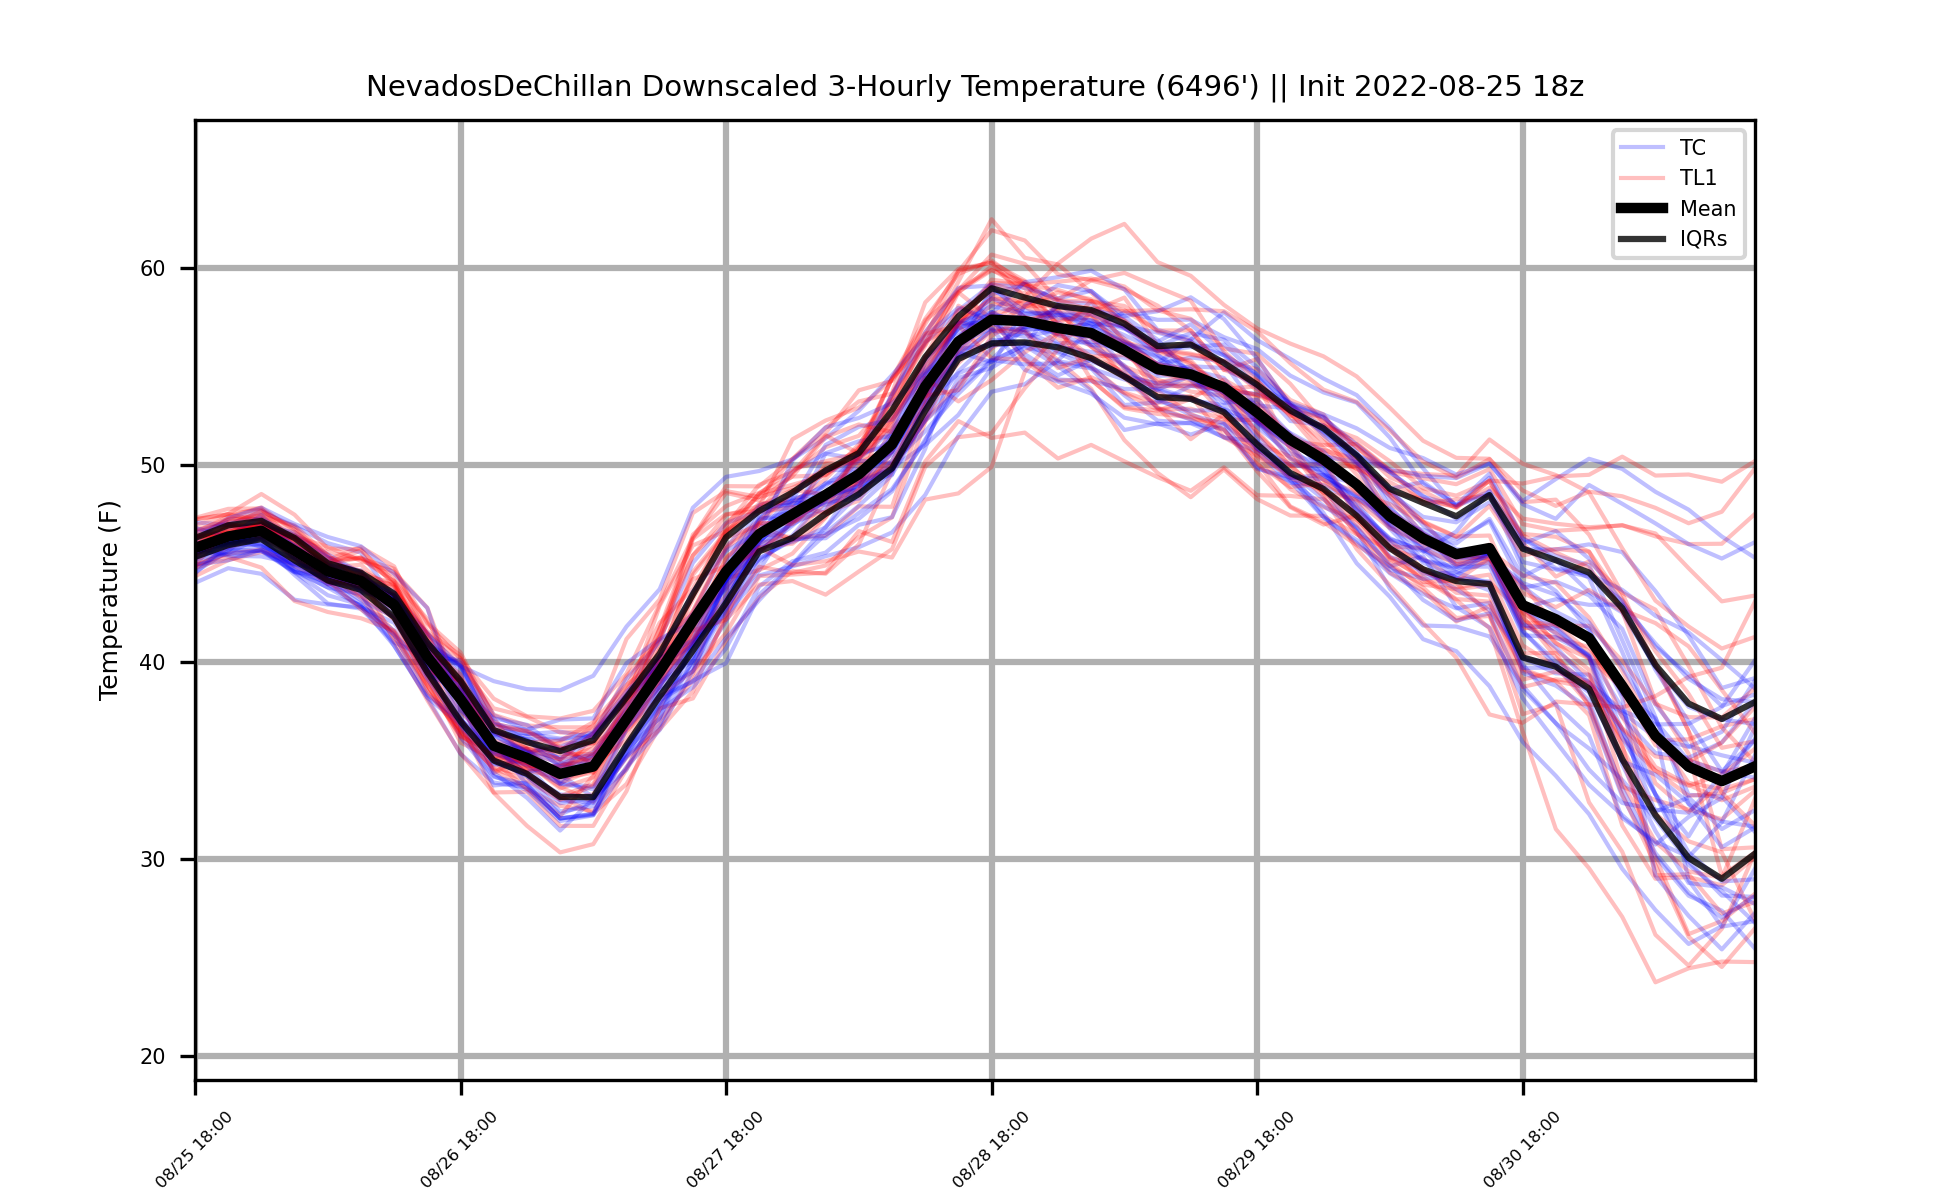 NevadosDeChillan Downscaled 3-Hourly Temperature (6496') || Init 2022-08-25 18z
TC
TL1
Mean
IQRs
Temperature (F)
60
50
40
30
20
08/25 18:00
08/26 18:00
08/27 18:00
08/28 18:00
08/29 18:00
08/30 18:00